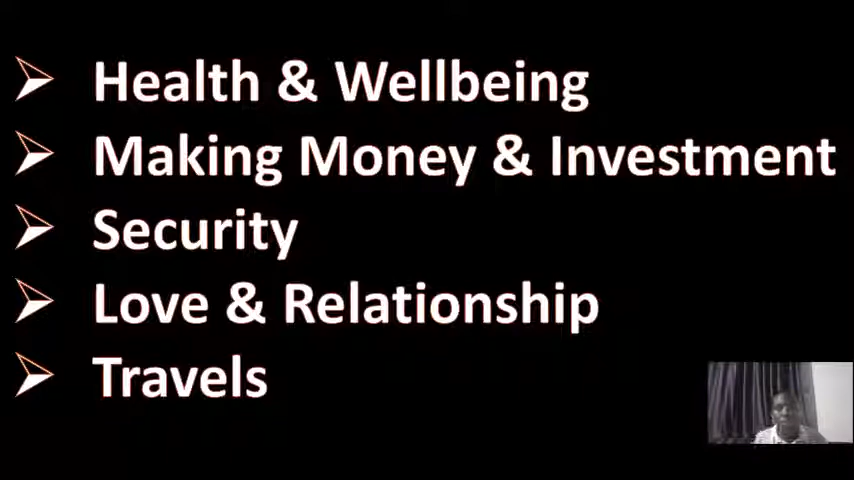 Health & Wellbeing
Making Money & Investment
Security
Love & Relationship
Travels